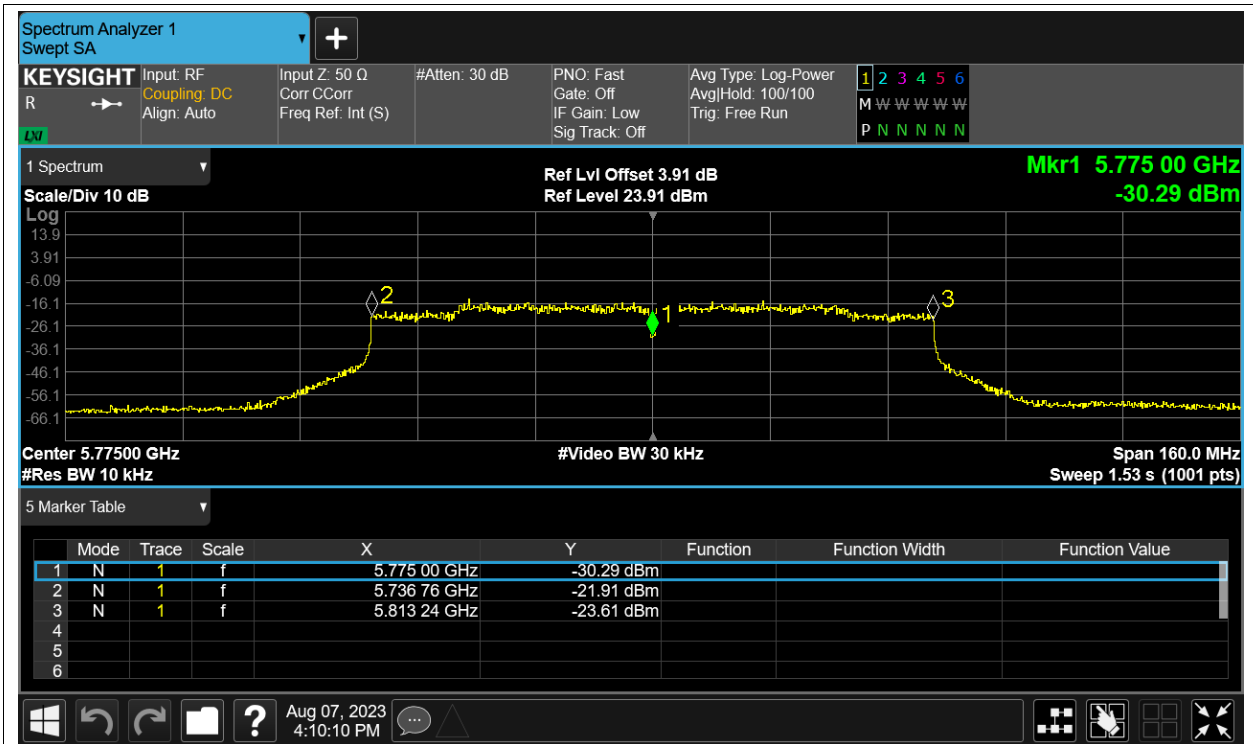 Spectrum Analyzer 1
Swept SA
▼
+
KEYSIGHT Input: RF Input Z: 50 Ω #Atten: 30 dB PNO: Fast Avg Type: Log-Power 1 2 3 4 5 6
R Coupling: DC Corr CCorr Gate: Off Avg|Hold: 100/100 M W W W W W
Align: Auto Freq Ref: Int (S) IF Gain: Low Trig: Free Run
LXI Sig Track: Off P N N N N N
1 Spectrum ▼ Ref Lvl Offset 3.91 dB Mkr1 5.775 00 GHz
Scale/Div 10 dB Ref Level 23.91 dBm -30.29 dBm
Log
13.9
3.91
-6.09
-16.1 2 1 3
-26.1
-36.1
-46.1
-56.1
-66.1
Center 5.77500 GHz #Video BW 30 kHz Span 160.0 MHz
#Res BW 10 kHz Sweep 1.53 s (1001 pts)
5 Marker Table ▼
Mode Trace Scale X Y Function Function Width Function Value
1 N 1 f 5.775 00 GHz -30.29 dBm
2 N 1 f 5.736 76 GHz -21.91 dBm
3 N 1 f 5.813 24 GHz -23.61 dBm
4
5
6
? Aug 07, 2023
4:10:10 PM